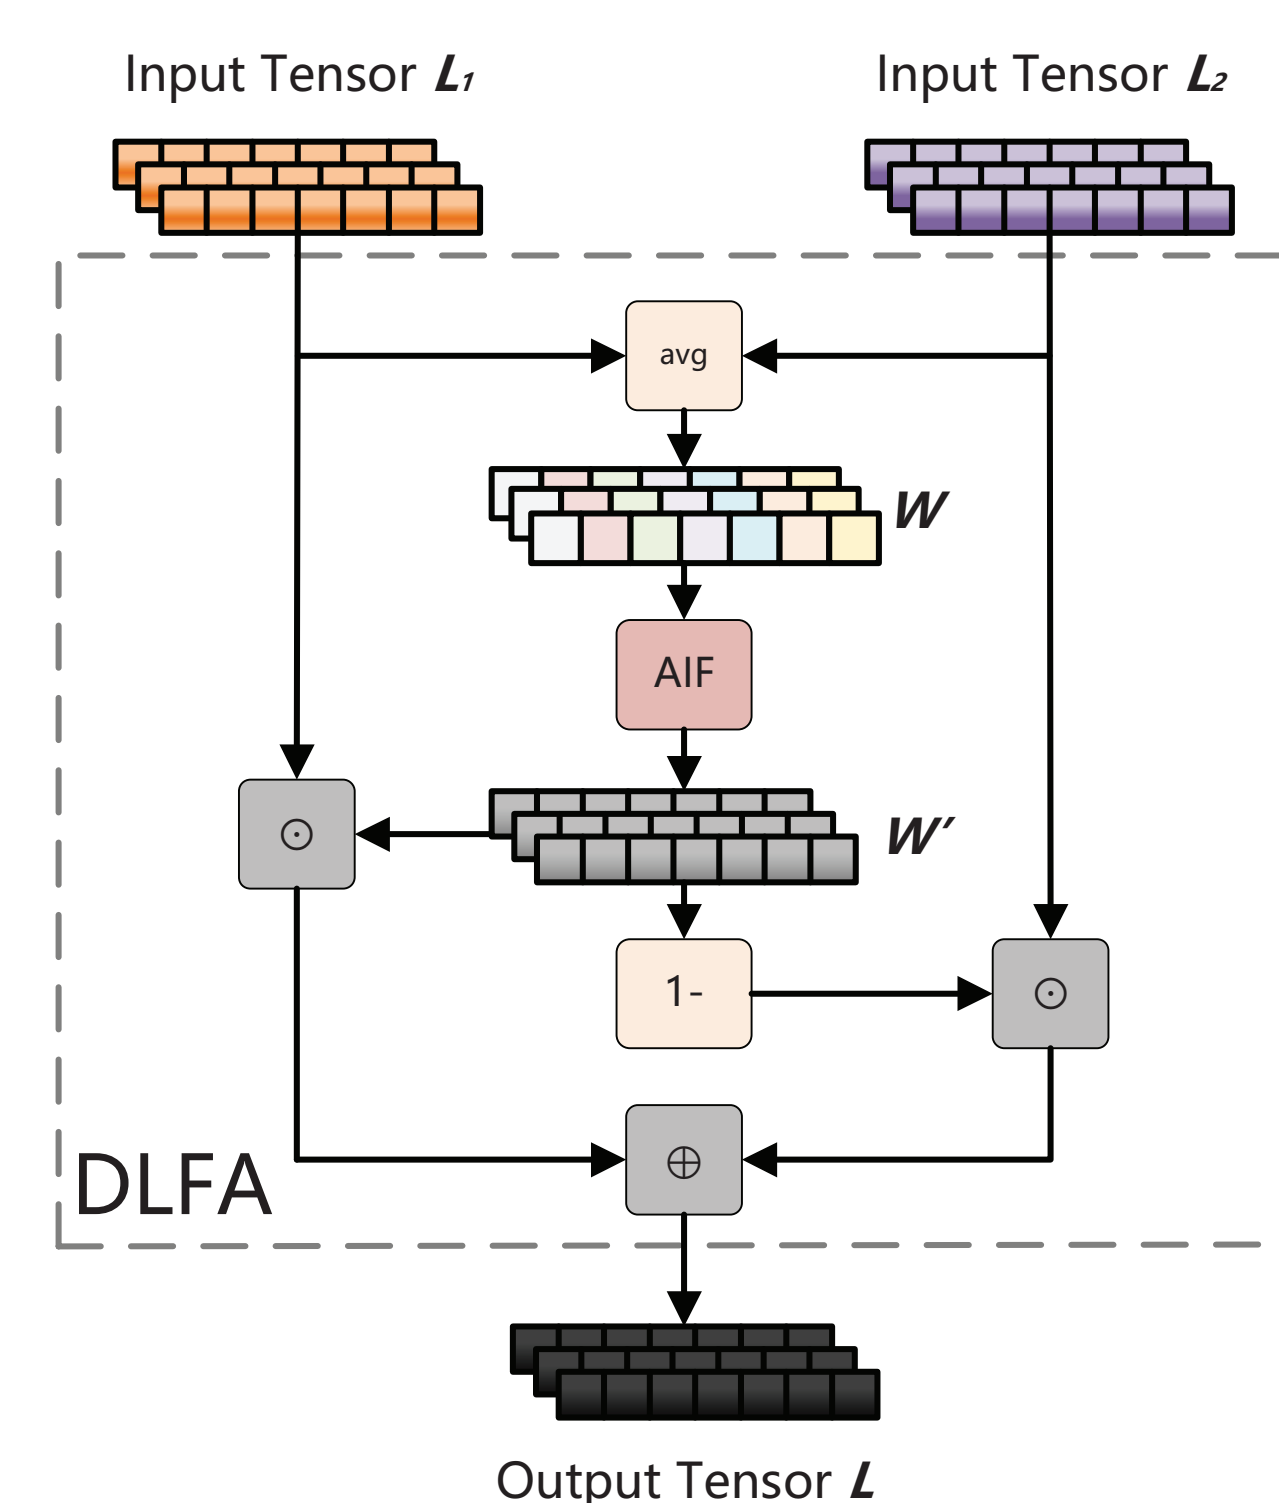 Input Tensor L₁
Input Tensor L₂
avg
W
AIF
⊙
W′
1-
⊙
⊕
DLFA
Output Tensor L